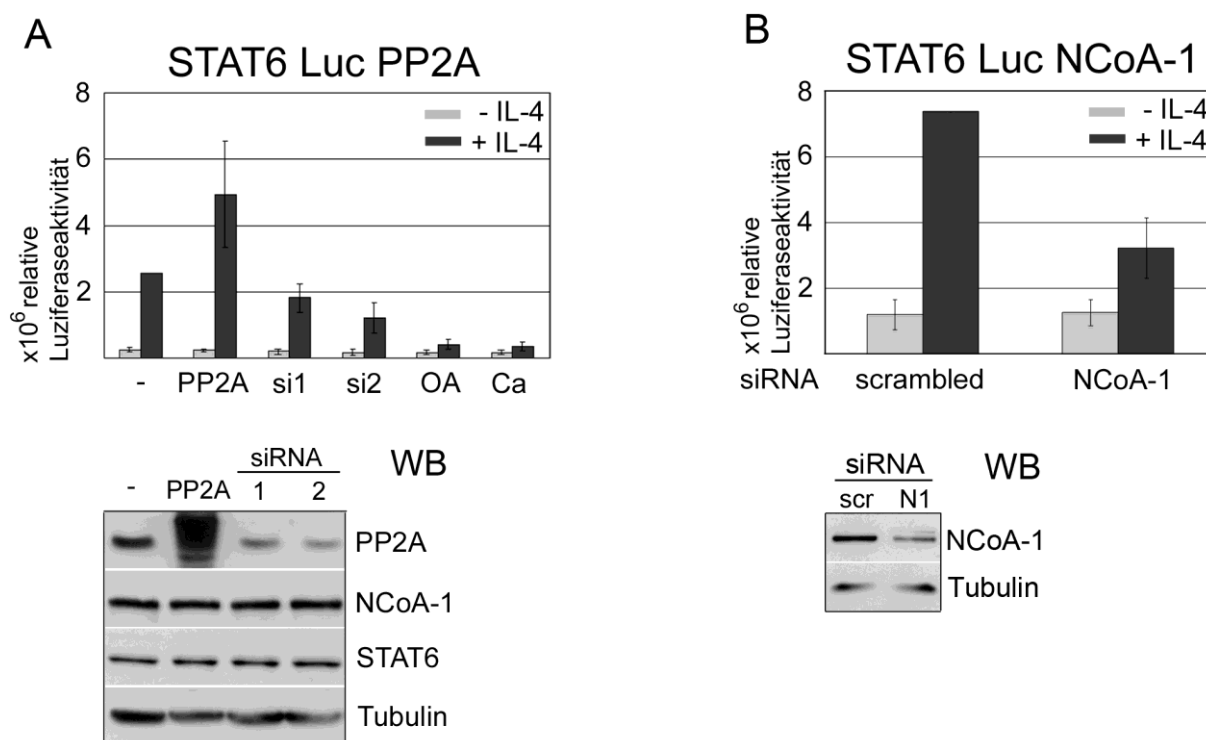 A
STAT6 Luc PP2A
8
6
4
2
x10⁶ relative
Luziferaseaktivität
- IL-4
+ IL-4
- PP2A si1 si2 OA Ca
siRNA
WB
- PP2A 1 2
PP2A
NCoA-1
STAT6
Tubulin
B
STAT6 Luc NCoA-1
8
6
4
2
x10⁶ relative
Luziferaseaktivität
- IL-4
+ IL-4
siRNA scrambled NCoA-1
siRNA
WB
scr N1
NCoA-1
Tubulin